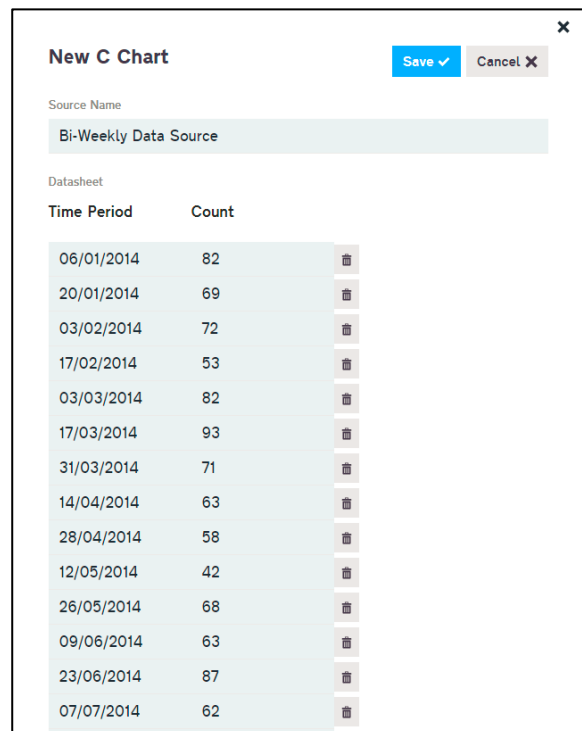 New C Chart
Save
Cancel
Source Name
Bi-Weekly Data Source
Datasheet
Time Period Count
06/01/2014 82
20/01/2014 69
03/02/2014 72
17/02/2014 53
03/03/2014 82
17/03/2014 93
31/03/2014 71
14/04/2014 63
28/04/2014 58
12/05/2014 42
26/05/2014 68
09/06/2014 63
23/06/2014 87
07/07/2014 62